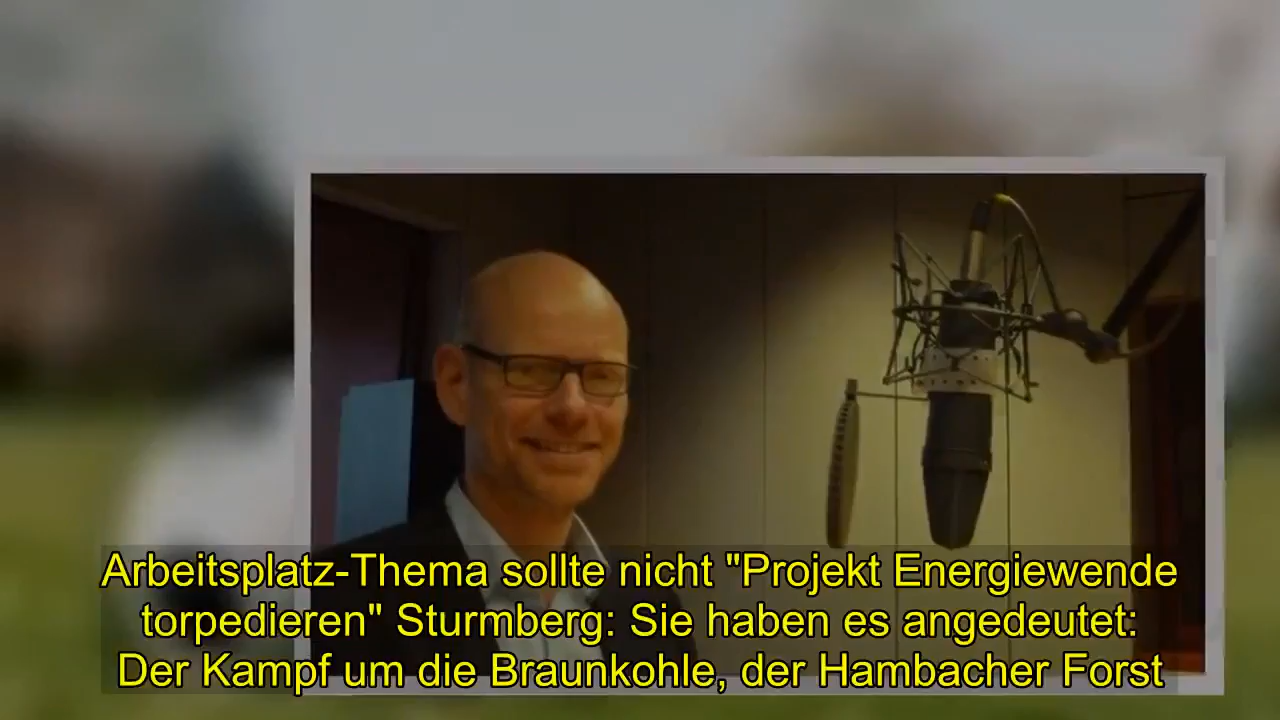 Arbeitsplatz-Thema sollte nicht "Projekt Energiewende
torpedieren" Sturmberg: Sie haben es angedeutet:
Der Kampf um die Braunkohle, der Hambacher Forst